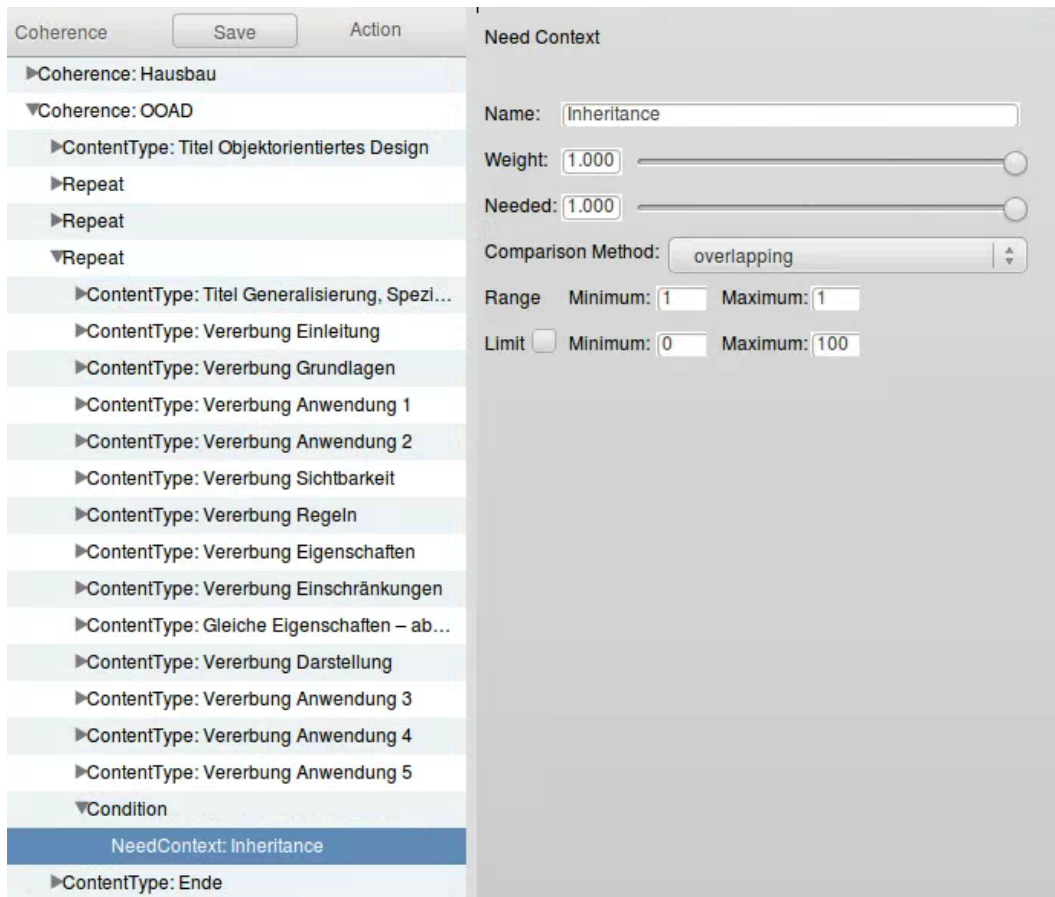 Coherence Save Action
Coherence: Hausbau
Coherence: OOAD
ContentType: Titel Objektorientiertes Design
Repeat
Repeat
Repeat
ContentType: Titel Generalisierung, Spezi...
ContentType: Vererbung Einleitung
ContentType: Vererbung Grundlagen
ContentType: Vererbung Anwendung 1
ContentType: Vererbung Anwendung 2
ContentType: Vererbung Sichtbarkeit
ContentType: Vererbung Regeln
ContentType: Vererbung Eigenschaften
ContentType: Vererbung Einschränkungen
ContentType: Gleiche Eigenschaften – ab...
ContentType: Vererbung Darstellung
ContentType: Vererbung Anwendung 3
ContentType: Vererbung Anwendung 4
ContentType: Vererbung Anwendung 5
Condition
NeedContext: Inheritance
ContentType: Ende
Need Context
Name: Inheritance
Weight: 1.000
Needed: 1.000
Comparison Method: overlapping
Range Minimum: 1 Maximum: 1
Limit Minimum: 0 Maximum: 100